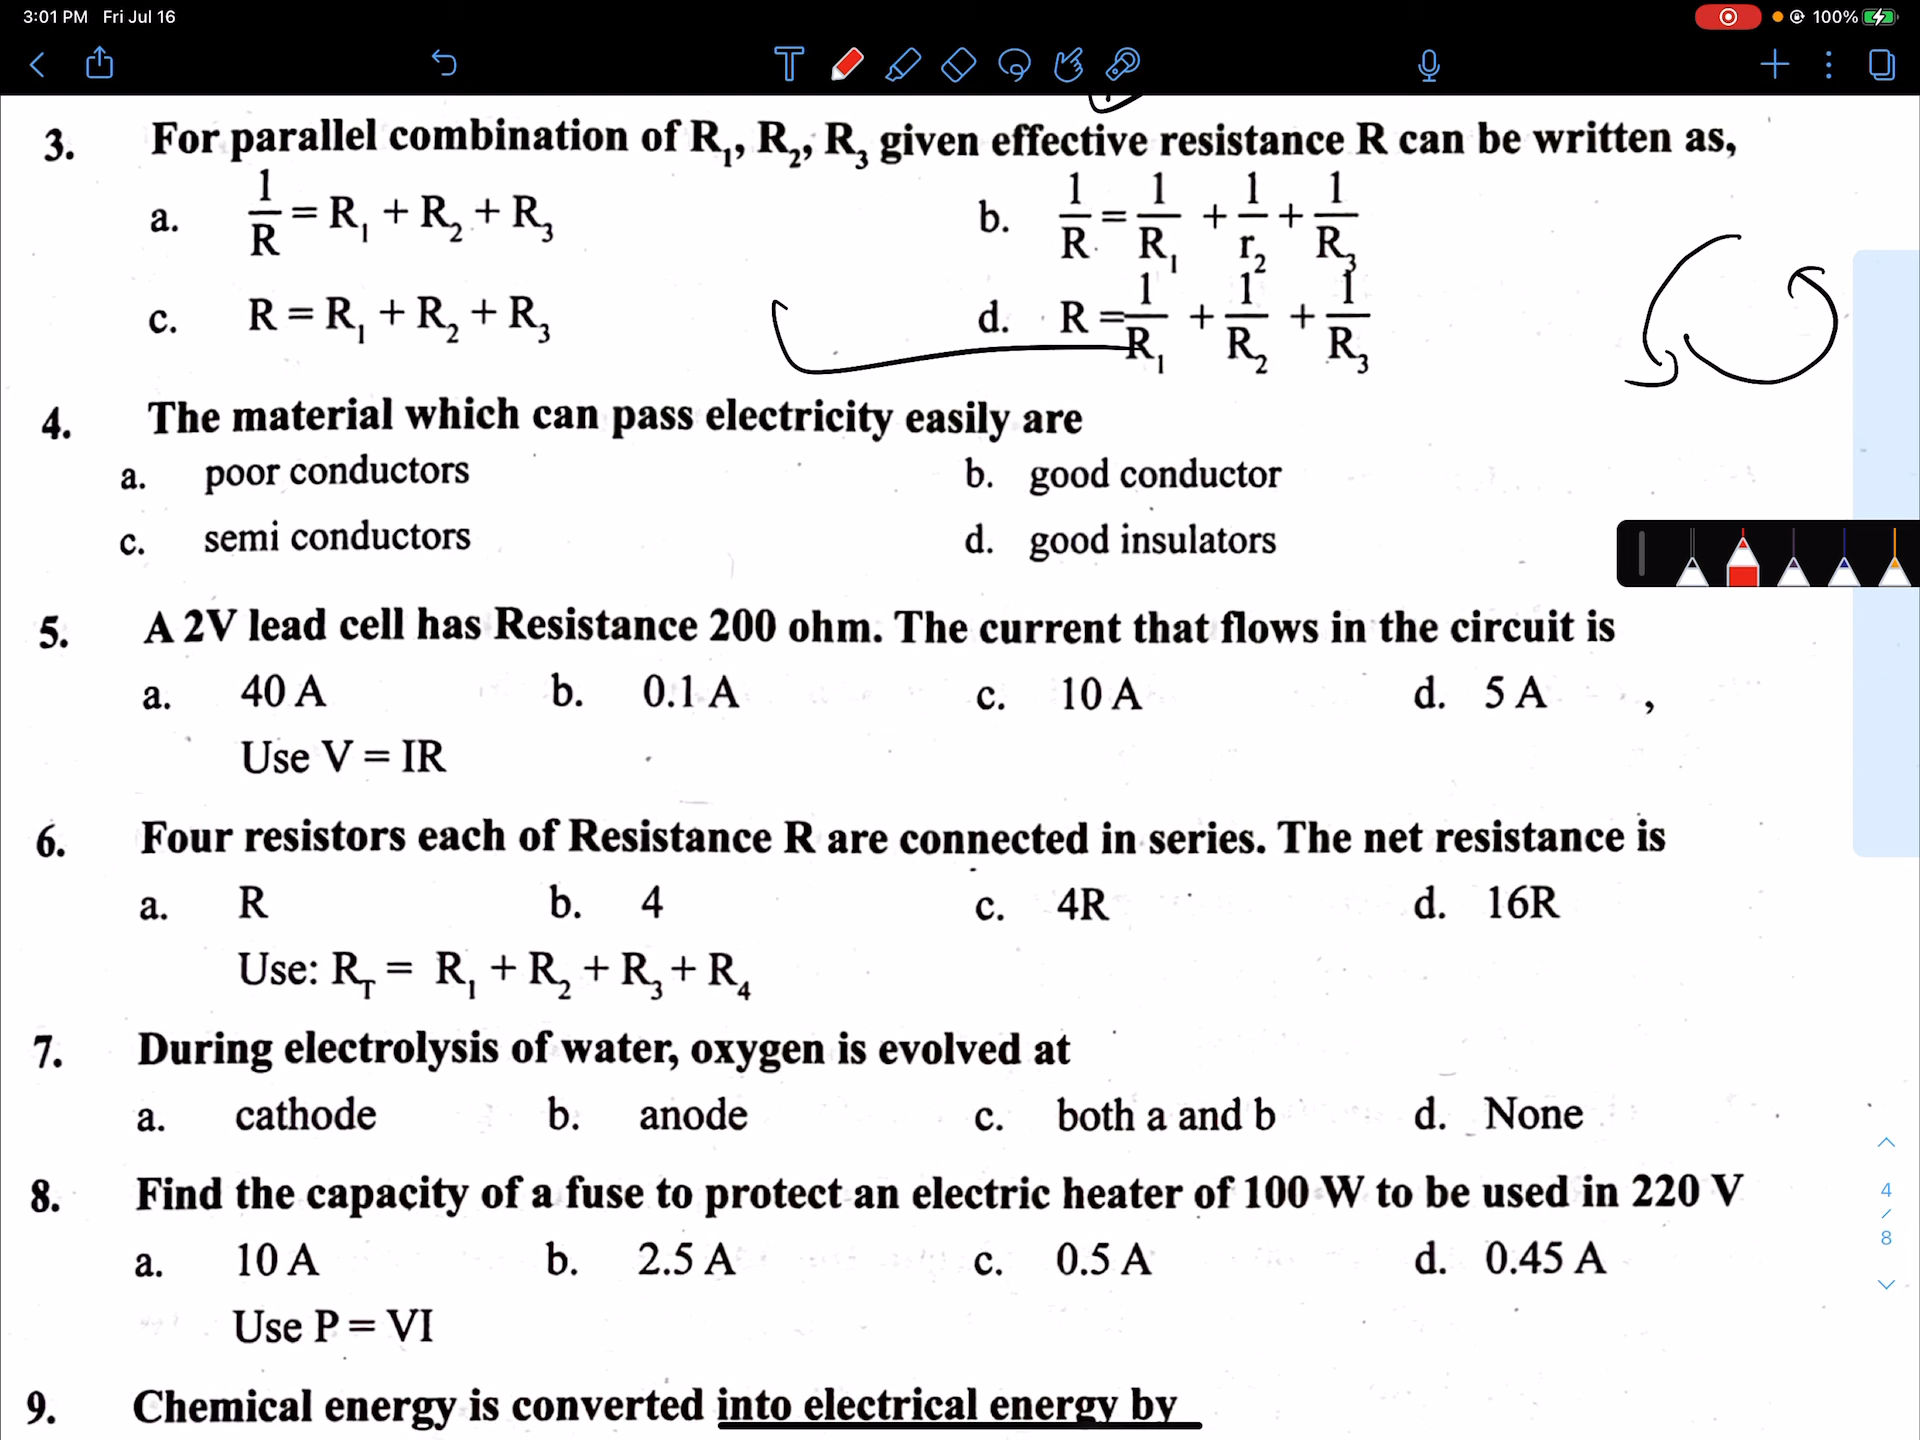 3:01 PM Fri Jul 16
100%
3. For parallel combination of R₁, R₂, R₃ given effective resistance R can be written as,
a. 1/R = R₁ + R₂ + R₃ b. 1/R = 1/R₁ + 1/r₂ + 1/R₃
c. R = R₁ + R₂ + R₃ d. R = 1/R₁ + 1/R₂ + 1/R₃
4. The material which can pass electricity easily are
a. poor conductors b. good conductor
c. semi conductors d. good insulators
5. A 2V lead cell has Resistance 200 ohm. The current that flows in the circuit is
a. 40 A b. 0.1 A c. 10 A d. 5 A
Use V = IR
6. Four resistors each of Resistance R are connected in series. The net resistance is
a. R b. 4 c. 4R d. 16R
Use: R_T = R₁ + R₂ + R₃ + R₄
7. During electrolysis of water, oxygen is evolved at
a. cathode b. anode c. both a and b d. None
8. Find the capacity of a fuse to protect an electric heater of 100 W to be used in 220 V
a. 10 A b. 2.5 A c. 0.5 A d. 0.45 A
Use P = VI
4 / 8
9. Chemical energy is converted into electrical energy by